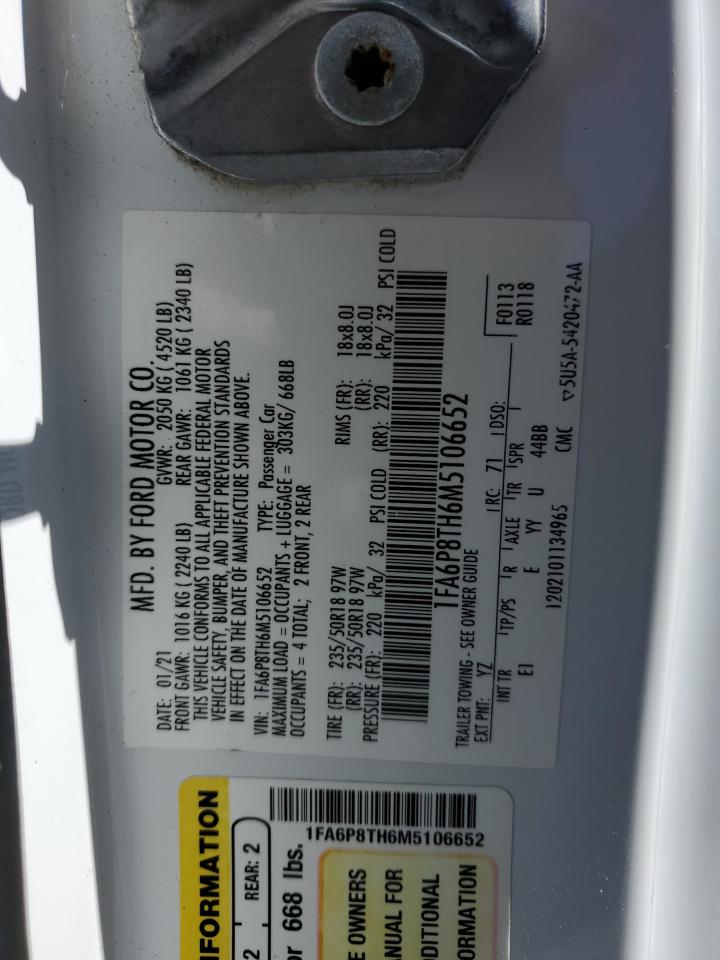 MFD. BY FORD MOTOR CO.
DATE: 01/21 GVWR: 2050 KG ( 4520 LB)
FRONT GAWR: 1016 KG ( 2240 LB) REAR GAWR: 1061 KG ( 2340 LB)
THIS VEHICLE CONFORMS TO ALL APPLICABLE FEDERAL MOTOR
VEHICLE SAFETY, BUMPER, AND THEFT PREVENTION STANDARDS
IN EFFECT ON THE DATE OF MANUFACTURE SHOWN ABOVE.
VIN: 1FA6P8TH6M5106652 TYPE: Passenger Car
MAXIMUM LOAD = OCCUPANTS + LUGGAGE = 303KG/ 668LB
OCCUPANTS = 4 TOTAL; 2 FRONT, 2 REAR
TIRE (FR): 235/50R18 97W RIMS (FR): 18x8.0J
(RR): 235/50R18 97W (RR): 18x8.0J
PRESSURE (FR): 220 kPa/ 32 PSI COLD (RR): 220 kPa/ 32 PSI COLD
1FA6P8TH6M5106652
TRAILER TOWING - SEE OWNER GUIDE
F0113
R0118
EXT PNT: YZ RC: 71 DSO:
INT TR TP/PS R AXLE TR SPR
E1 E YY U 44BB
1202101134965 CMC ▽5U5A-5420472-AA
NFORMATION
2 REAR: 2
or 668 lbs.
1FA6P8TH6M5106652
E OWNERS
ANUAL FOR
DITIONAL
ORMATION